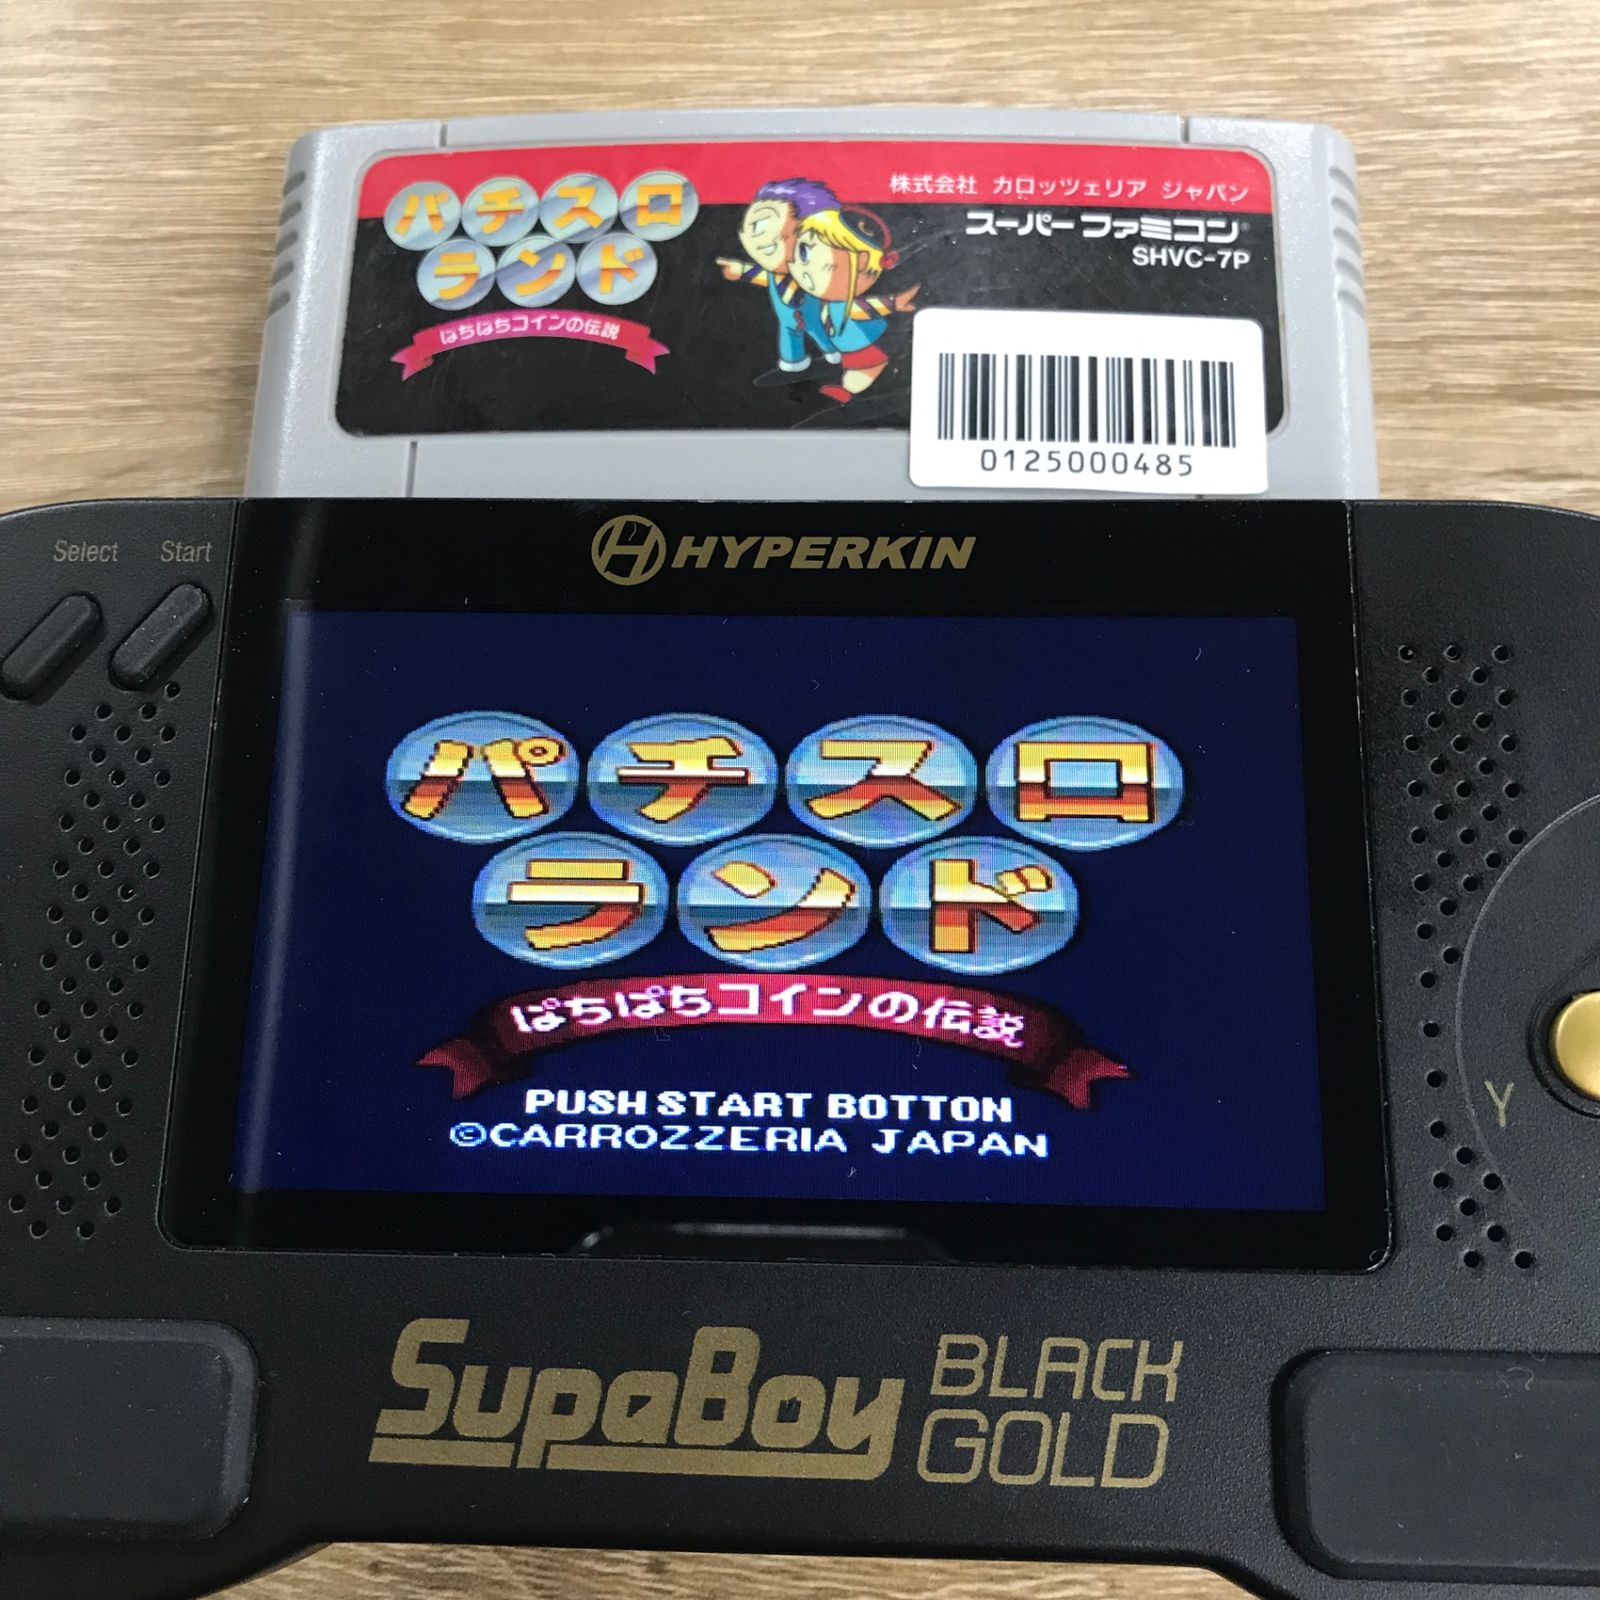 パチスロ
ランド
ぱちぱちコインの伝説
株式会社 カロッツェリア ジャパン
スーパーファミコン
SHVC-7P
0125000485
Select
Start
HYPERKIN
パチスロ
ランド
ぱちぱちコインの伝説
PUSH START BOTTON
©CARROZZERIA JAPAN
Y
SupaBoy
BLACK
GOLD